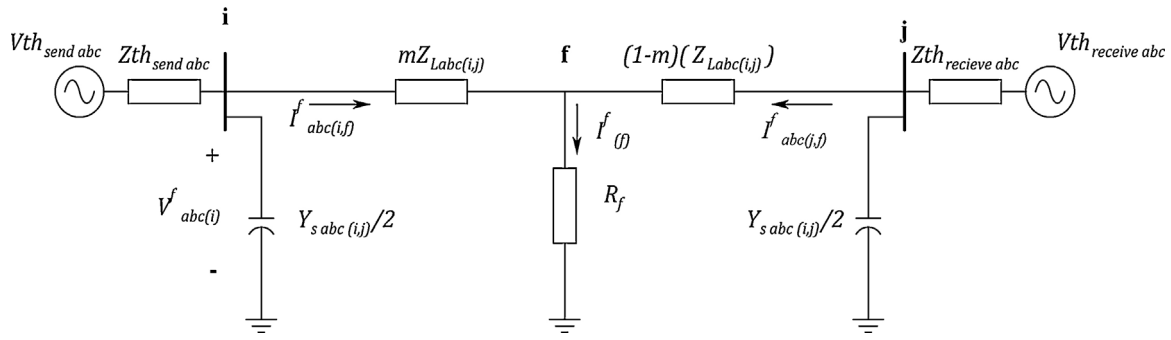 i
Vth send abc
Zth send abc
mZ Labc(i,j)
f
(1-m)( Z Labc(i,j) )
j
Zth recieve abc
Vth receive abc
I f abc(i,f)
I f (f)
I f abc(j,f)
+
V f abc(i)
-
Y s abc (i,j)/2
R f
Y s abc (i,j)/2